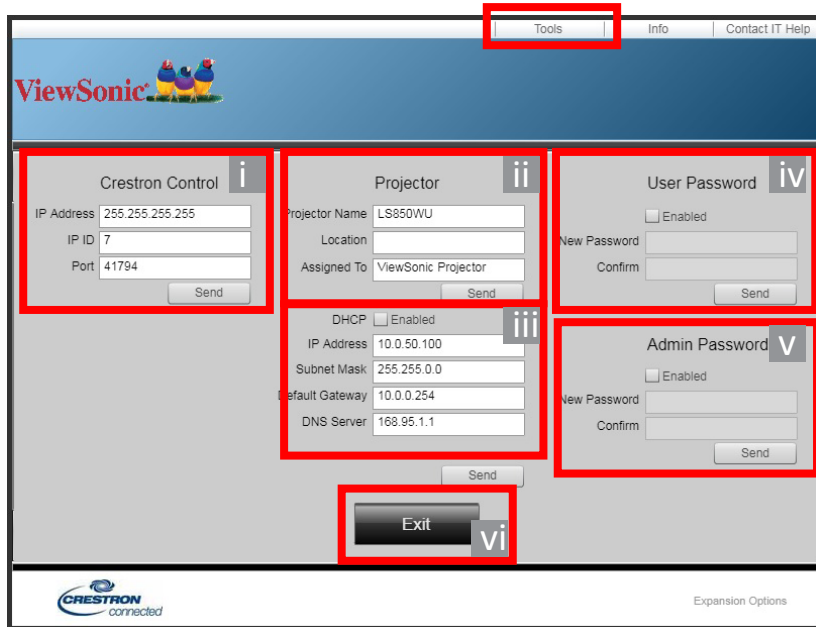 Tools
Info
Contact IT Help
ViewSonic
i
Crestron Control
IP Address 255.255.255.255
IP ID 7
Port 41794
Send
ii
Projector
Projector Name LS850WU
Location
Assigned To ViewSonic Projector
Send
iii
DHCP Enabled
IP Address 10.0.50.100
Subnet Mask 255.255.0.0
Default Gateway 10.0.0.254
DNS Server 168.95.1.1
Send
iv
User Password
Enabled
New Password
Confirm
Send
v
Admin Password
Enabled
New Password
Confirm
Send
Exit
vi
CRESTRON
connected
Expansion Options